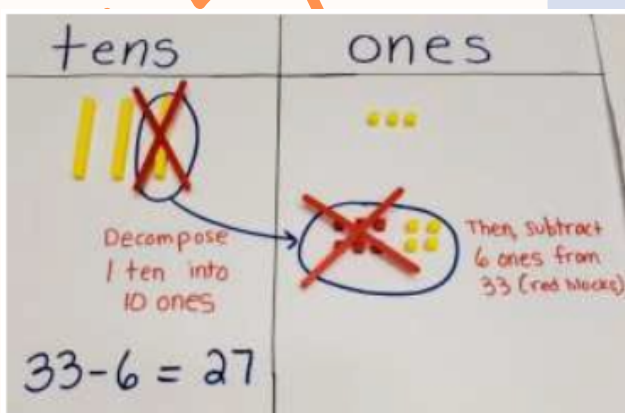 tens
ones
Decompose
1 ten into
10 ones
Then, subtract
6 ones from
33 (red blocks)
33-6 = 27